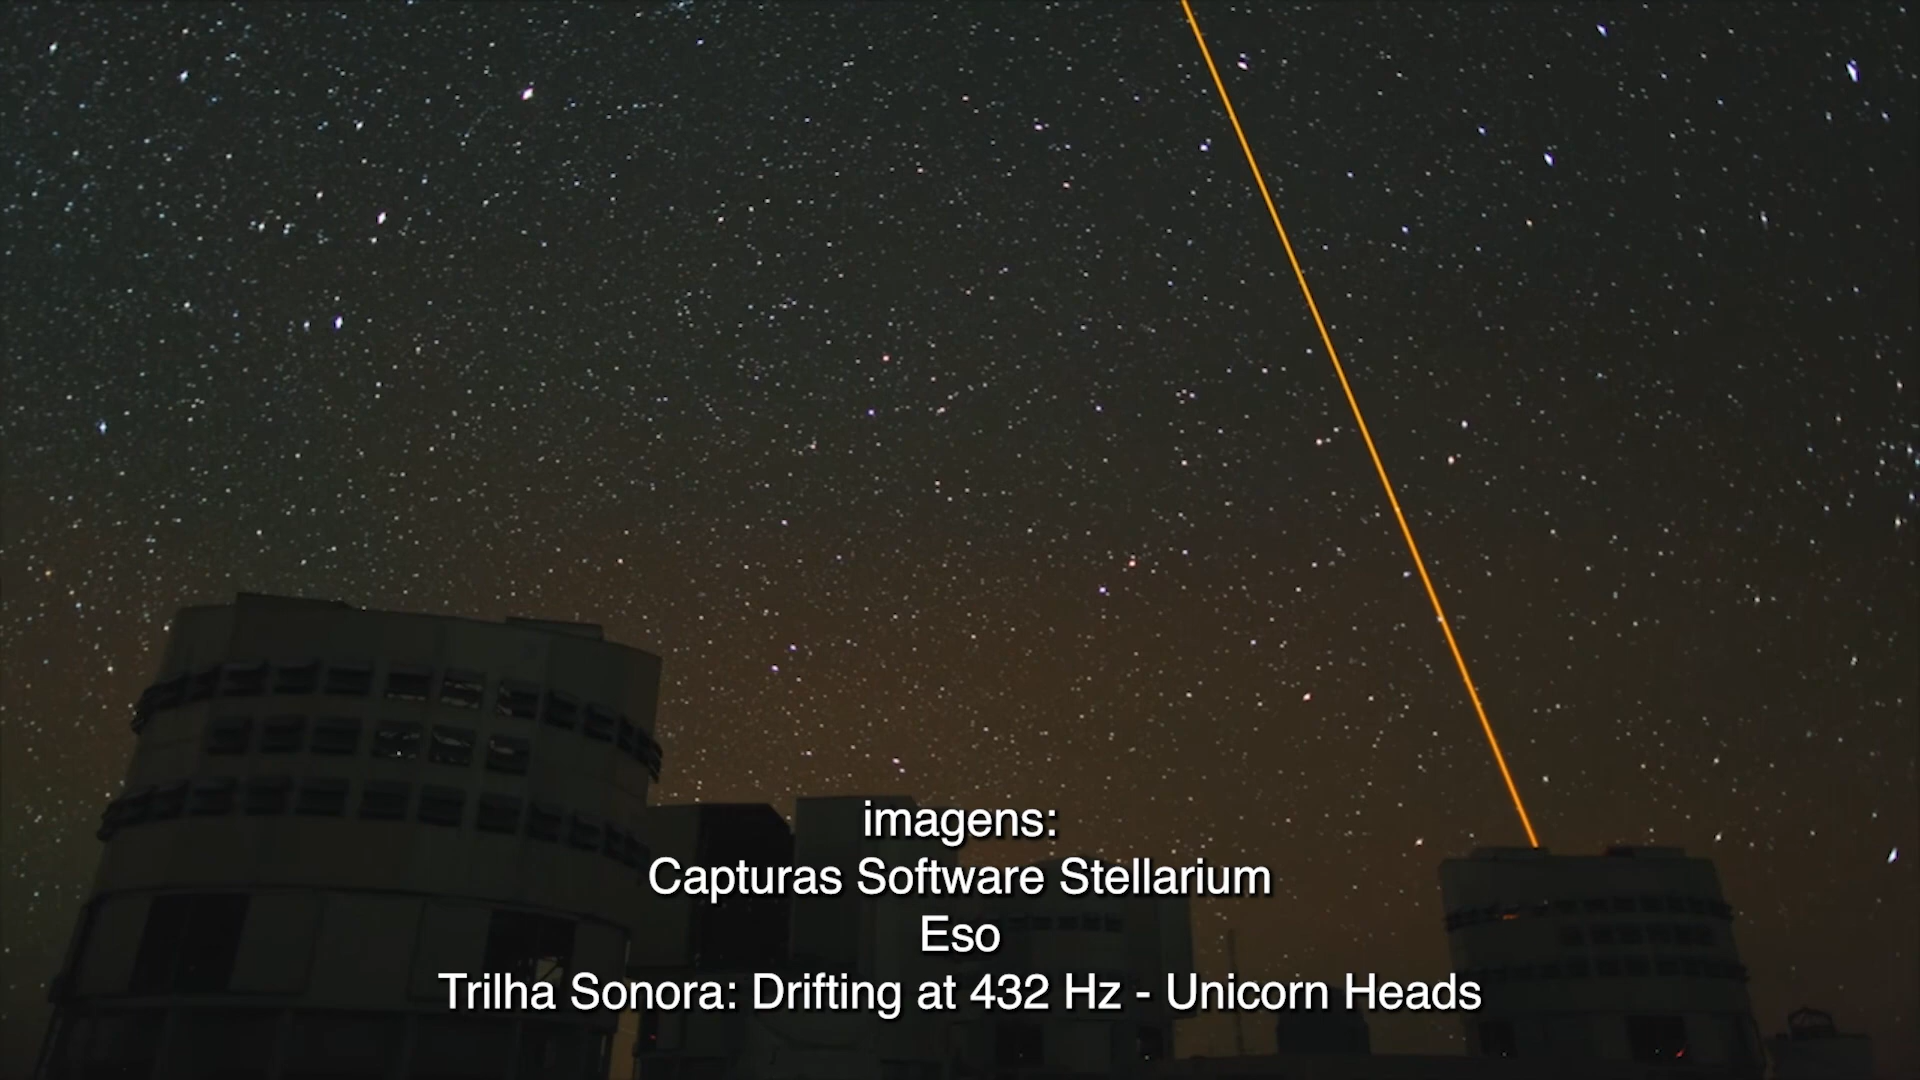 imagens:
Capturas Software Stellarium
Eso
Trilha Sonora: Drifting at 432 Hz - Unicorn Heads